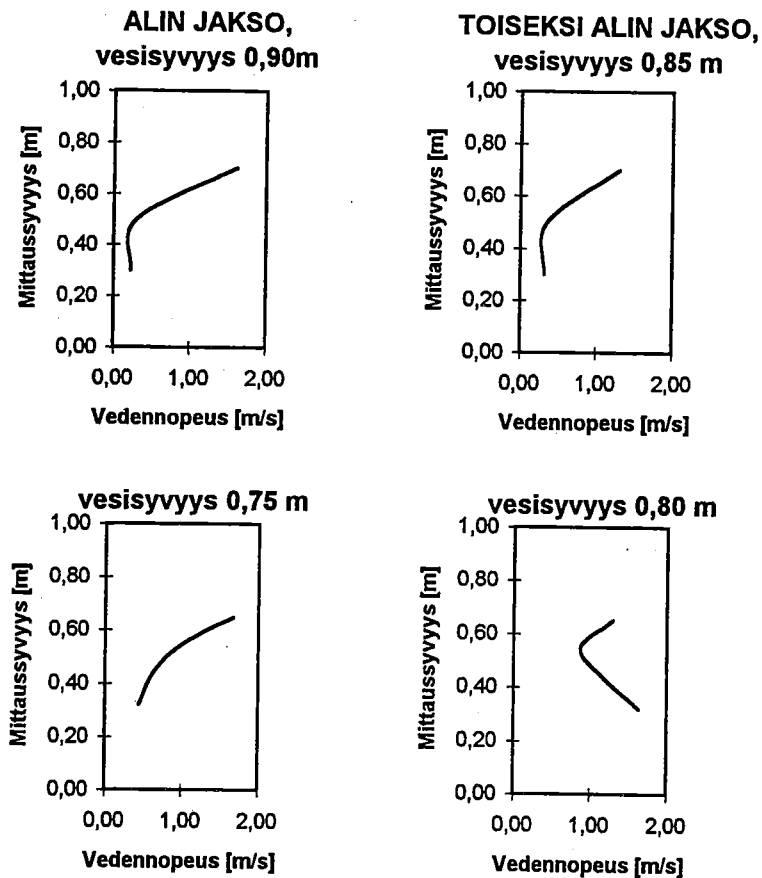 ALIN JAKSO,
vesisyvyys 0,90m
1,00
0,80
0,60
0,40
0,20
0,00
Mittaussyvyys [m]
0,00 1,00 2,00
Vedennopeus [m/s]
TOISEKSI ALIN JAKSO,
vesisyvyys 0,85 m
1,00
0,80
0,60
0,40
0,20
0,00
Mittaussyvyys [m]
0,00 1,00 2,00
Vedennopeus [m/s]
vesisyvyys 0,75 m
1,00
0,80
0,60
0,40
0,20
0,00
Mittaussyvyys [m]
0,00 1,00 2,00
Vedennopeus [m/s]
vesisyvyys 0,80 m
1,00
0,80
0,60
0,40
0,20
0,00
Mittaussyvyys [m]
0,00 1,00 2,00
Vedennopeus [m/s]